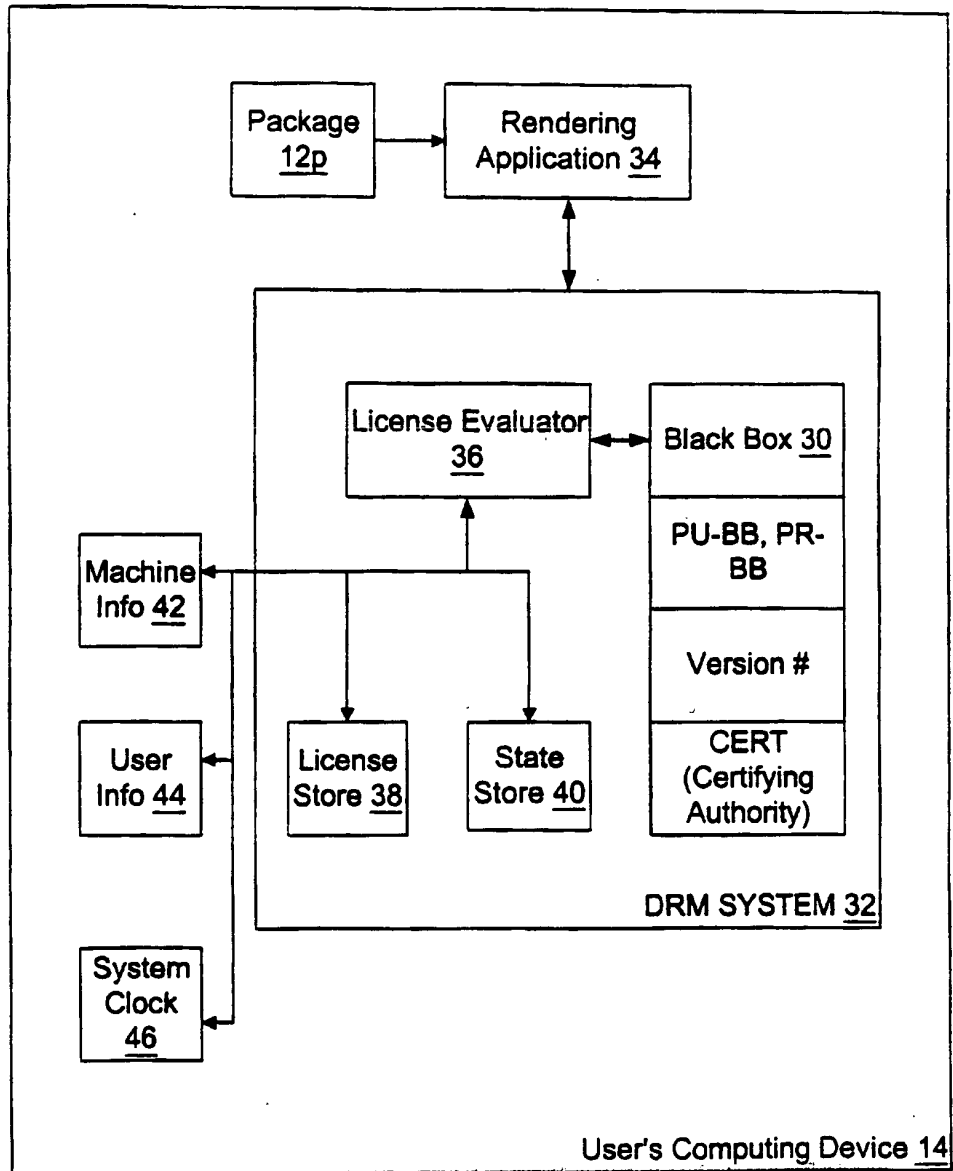 Package
12p
Rendering
Application 34
License Evaluator
36
Black Box 30
PU-BB, PR-
BB
Version #
CERT
(Certifying
Authority)
Machine
Info 42
User
Info 44
License
Store 38
State
Store 40
DRM SYSTEM 32
System
Clock
46
User's Computing Device 14